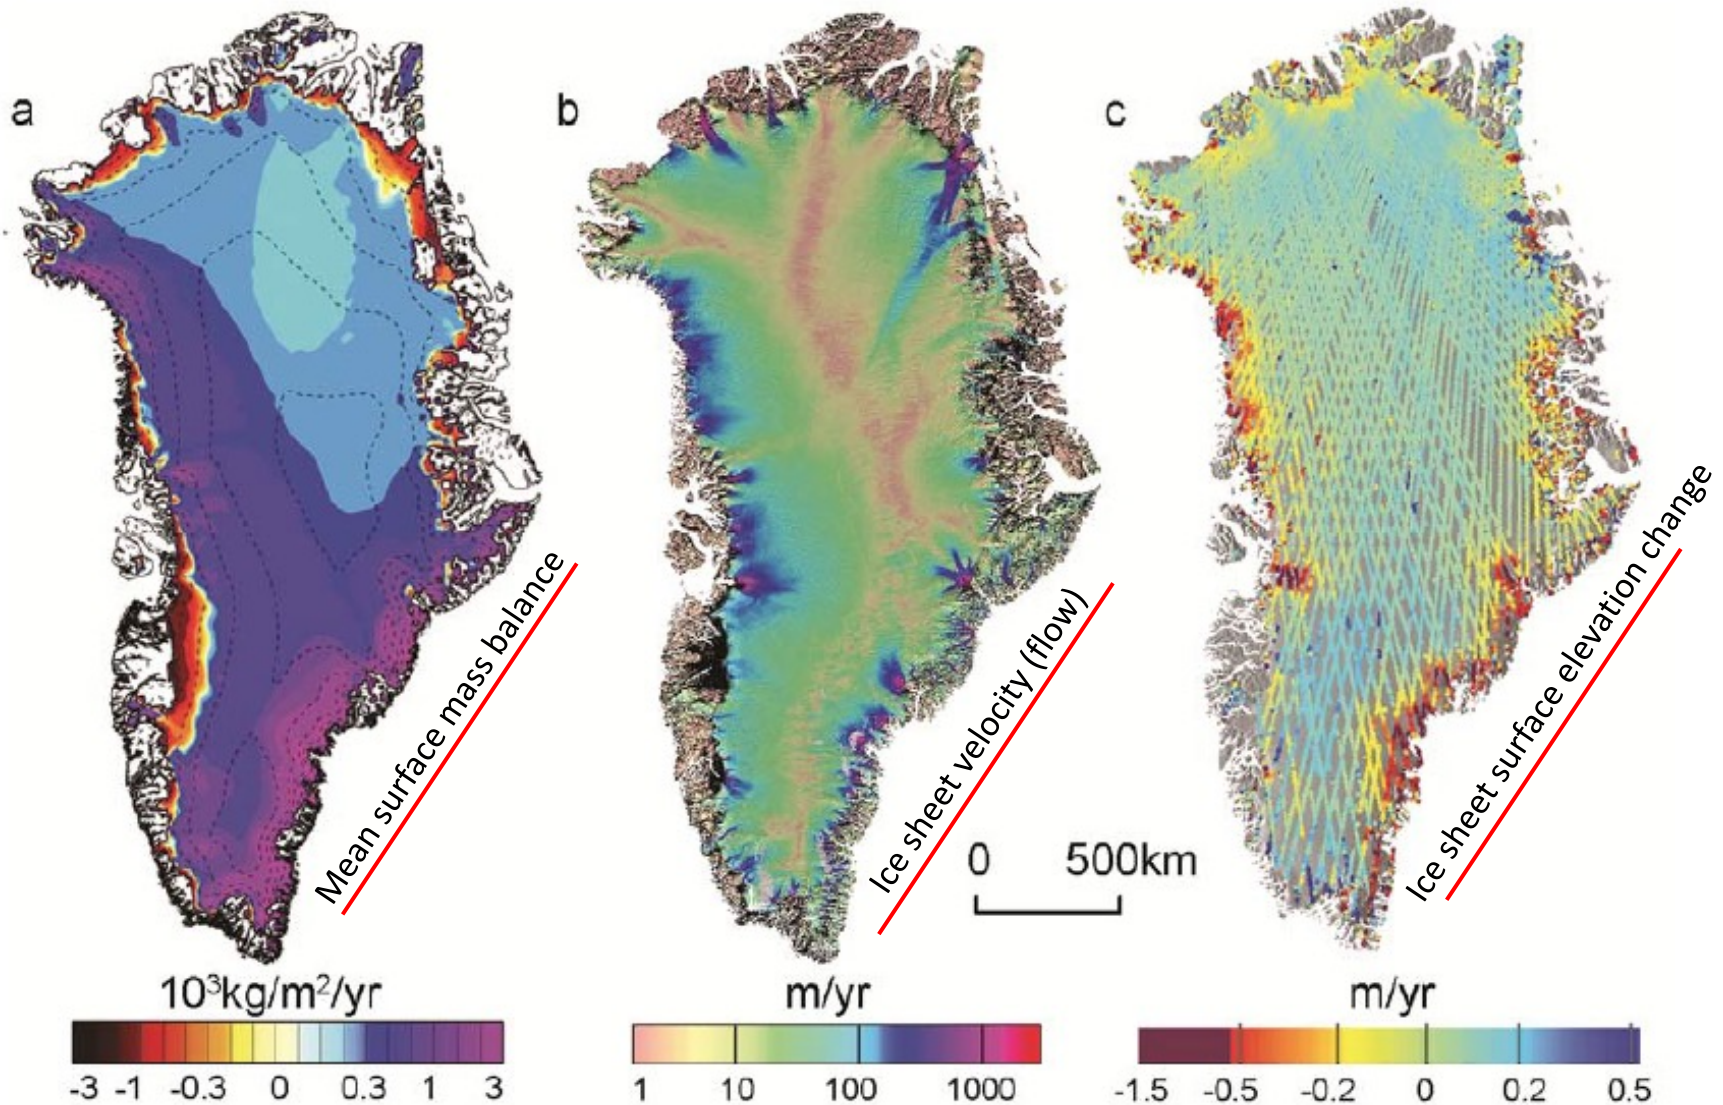 a
b
c
Mean surface mass balance
Ice sheet velocity (flow)
Ice sheet surface elevation change
0 500km
10³kg/m²/yr
-3 -1 -0.3 0 0.3 1 3
m/yr
1 10 100 1000
m/yr
-1.5 -0.5 -0.2 0 0.2 0.5